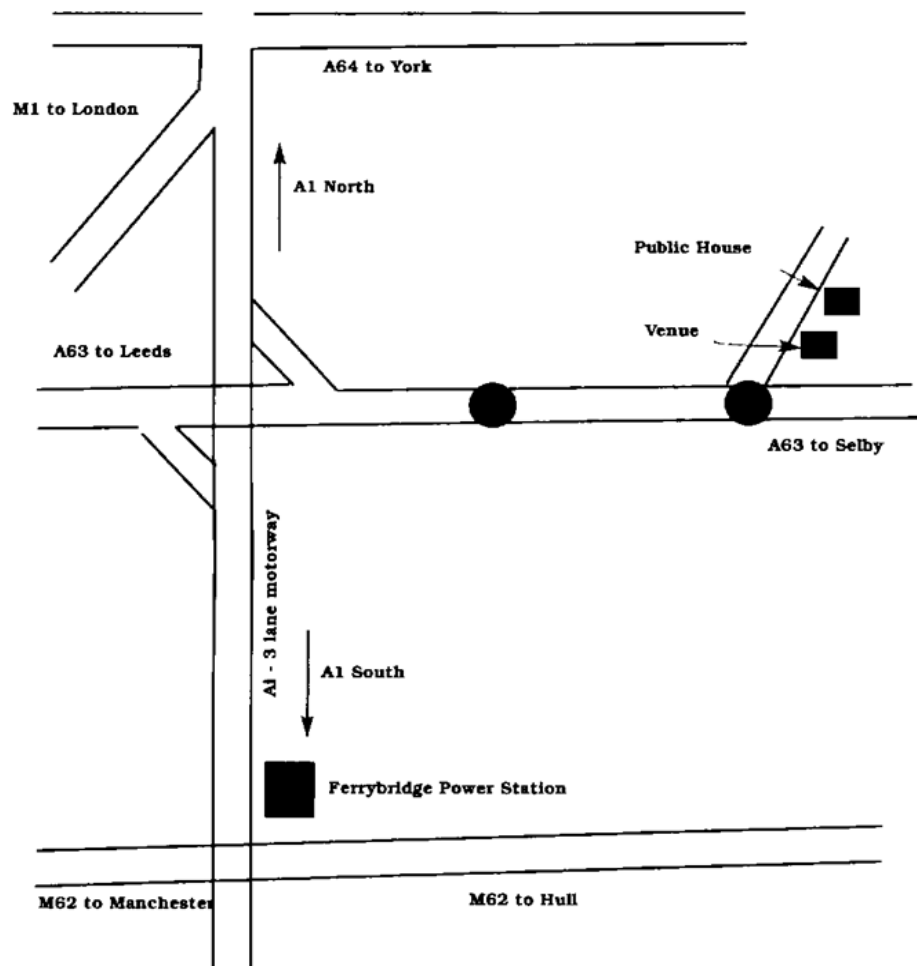 A64 to York
M1 to London
A1 North
Public House
Venue
A63 to Leeds
A63 to Selby
A1 - 3 lane motorway
A1 South
Ferrybridge Power Station
M62 to Manchester
M62 to Hull